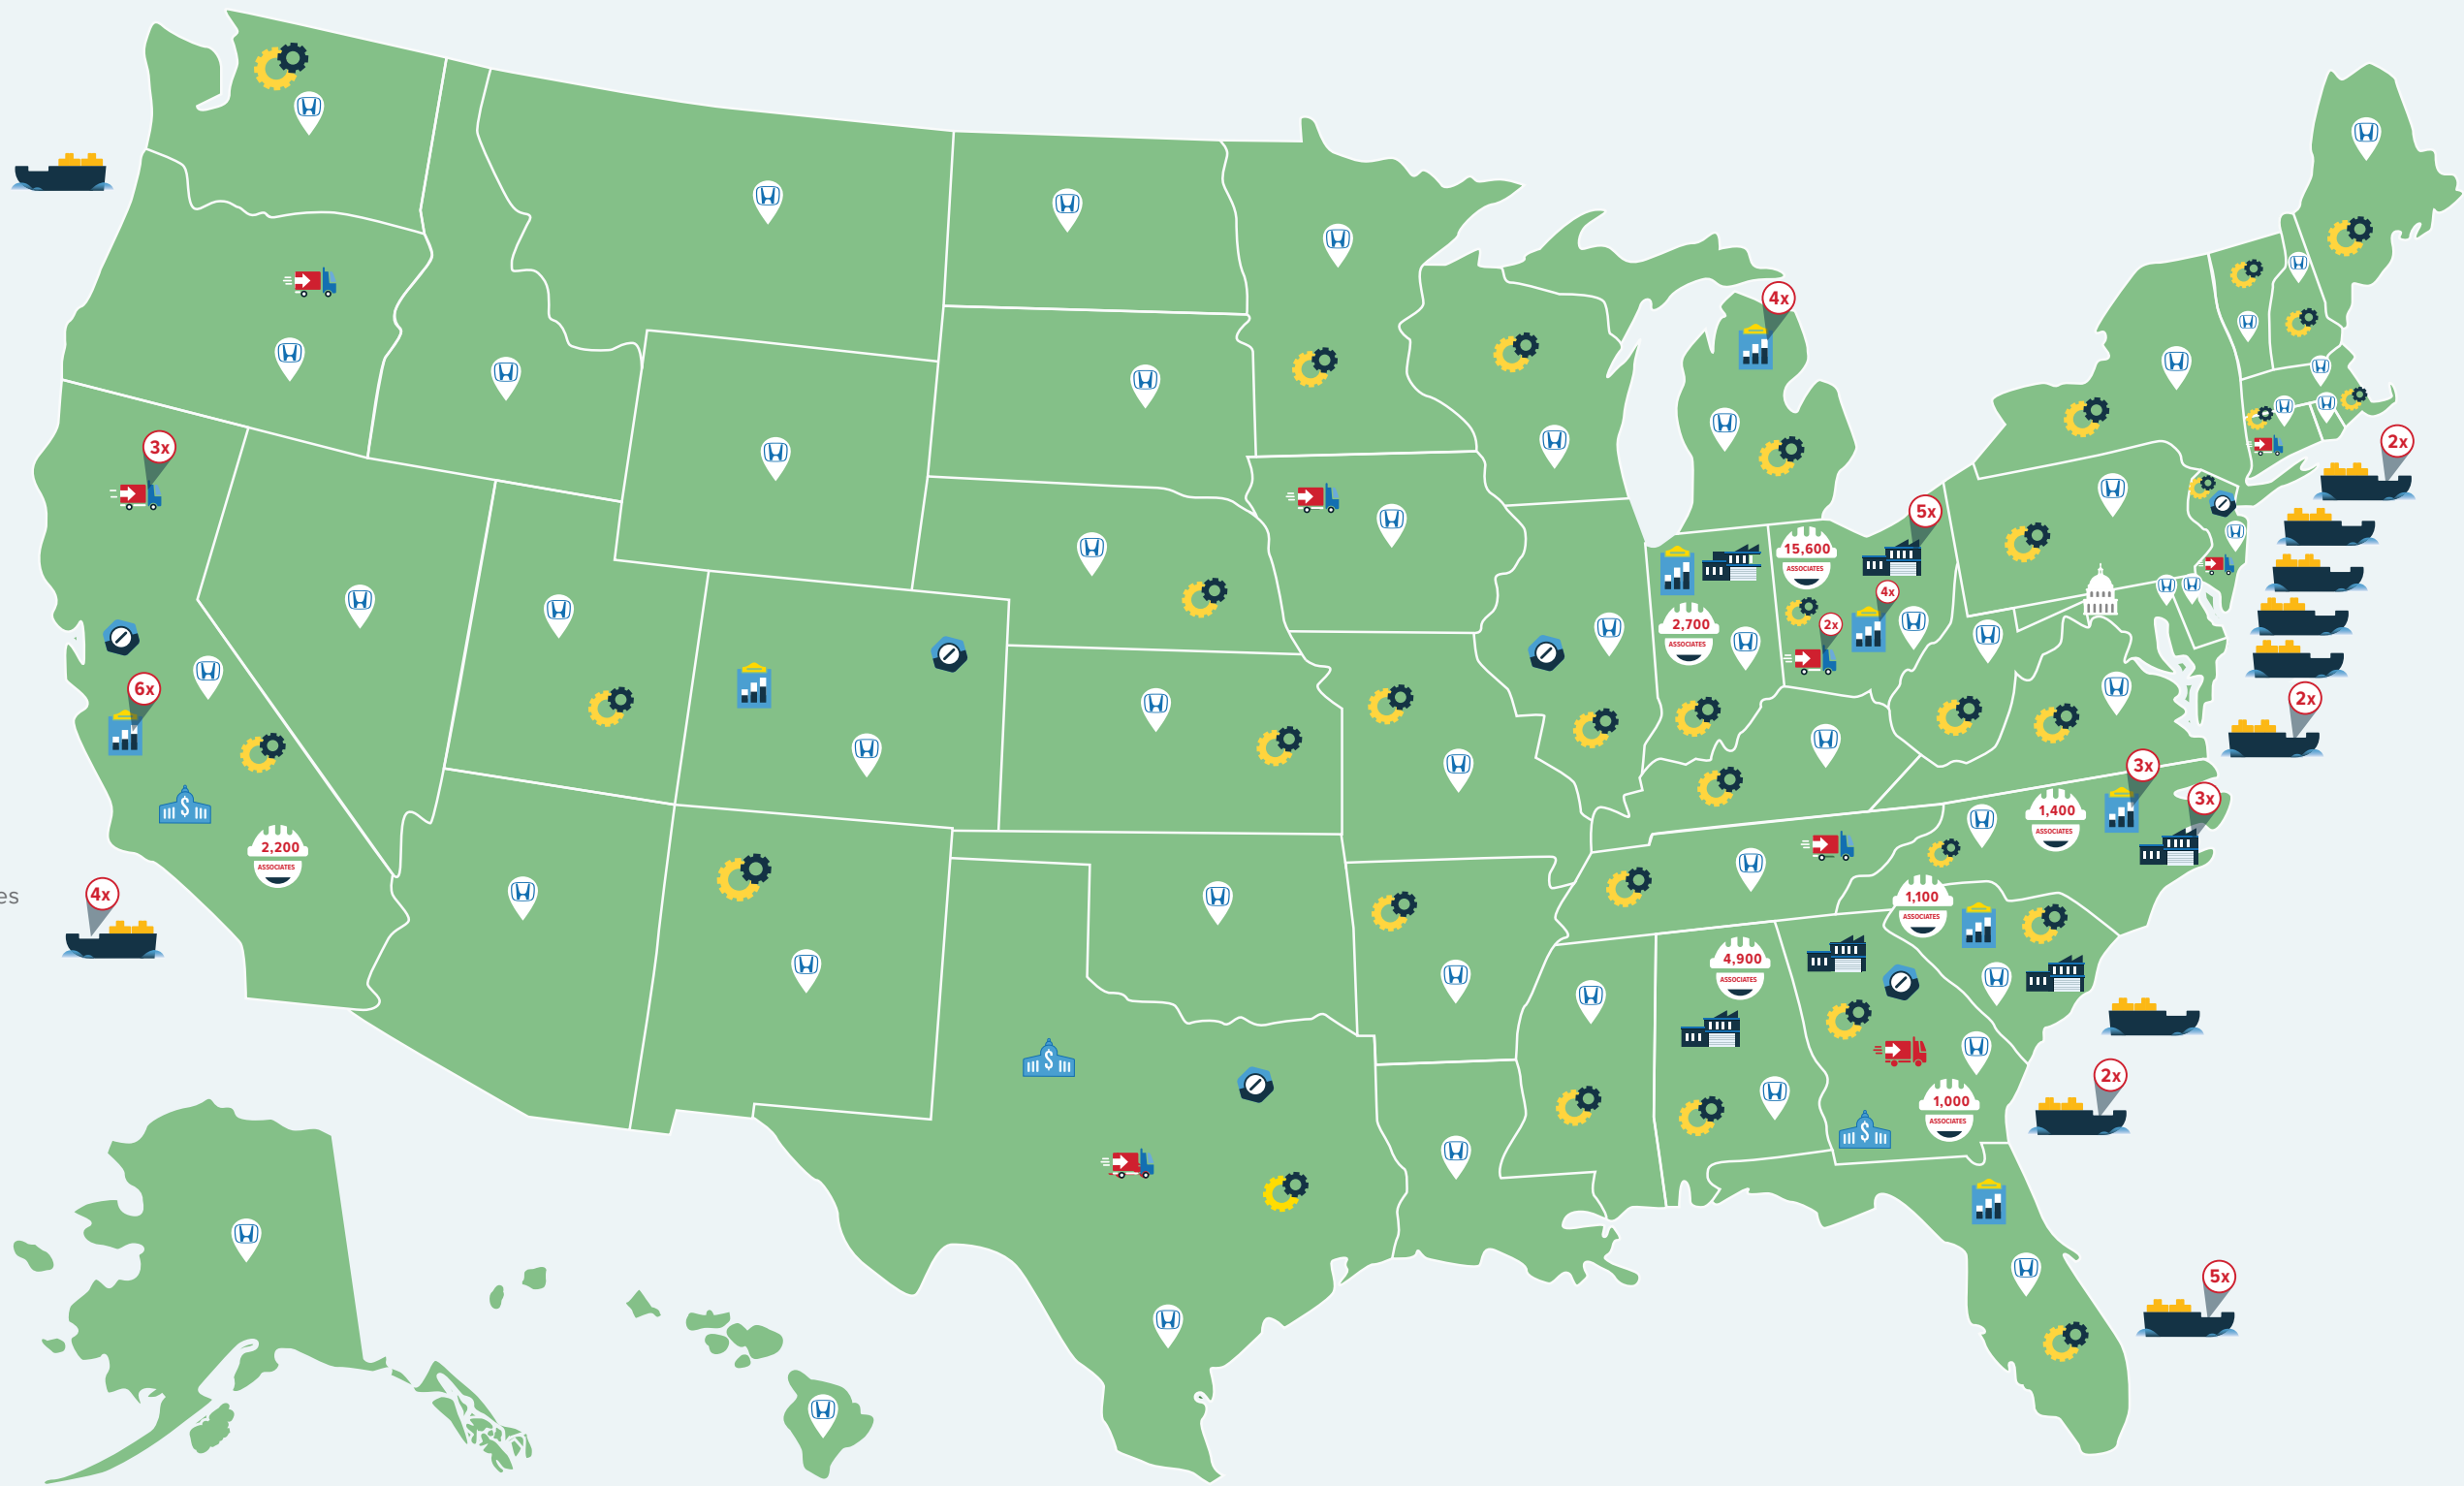 4x
2x
3x
5x
15,600
ASSOCIATES
4x
2,700
ASSOCIATES
2x
6x
2x
3x
3x
1,400
ASSOCIATES
2,200
ASSOCIATES
4x
es
1,100
ASSOCIATES
4,900
ASSOCIATES
2x
1,000
ASSOCIATES
5x